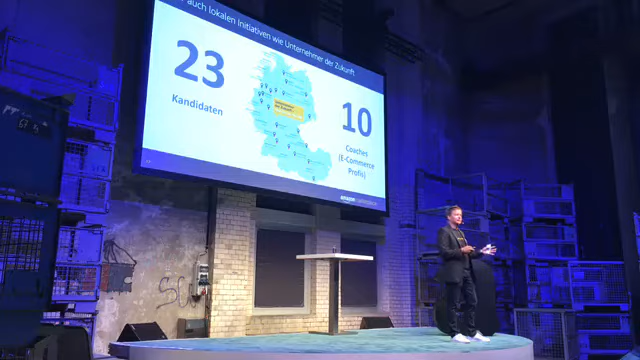 auch lokalen Initiativen wie Unternehmer der Zukunft
23
Kandidaten
10
Coaches
(E-Commerce
Profis)
amazon